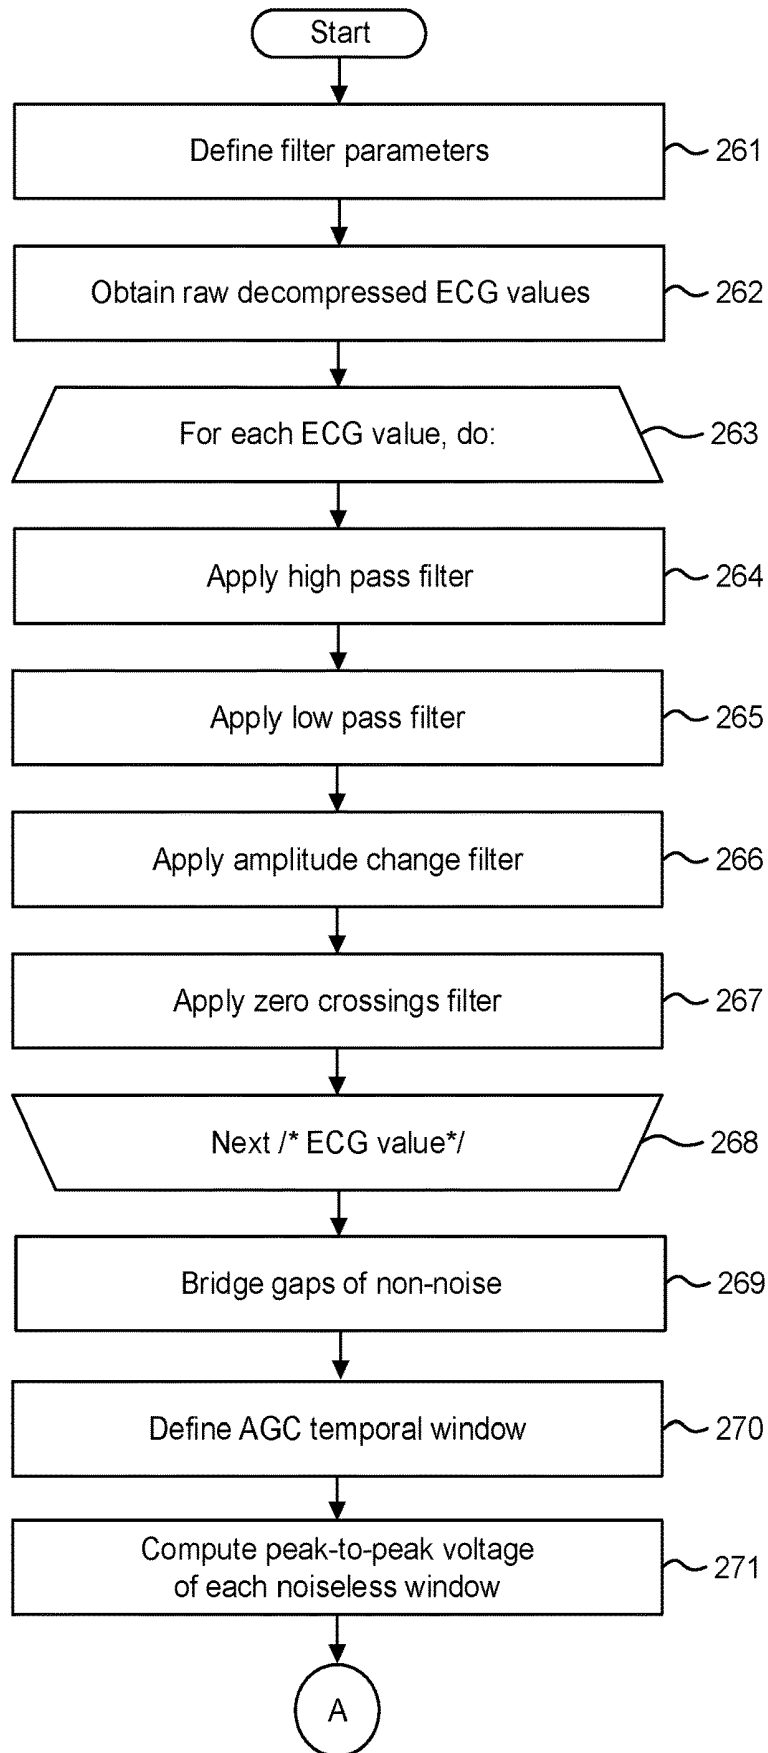 Start
Define filter parameters
261
Obtain raw decompressed ECG values
262
For each ECG value, do:
263
Apply high pass filter
264
Apply low pass filter
265
Apply amplitude change filter
266
Apply zero crossings filter
267
Next /* ECG value*/
268
Bridge gaps of non-noise
269
Define AGC temporal window
270
Compute peak-to-peak voltage
of each noiseless window
271
A